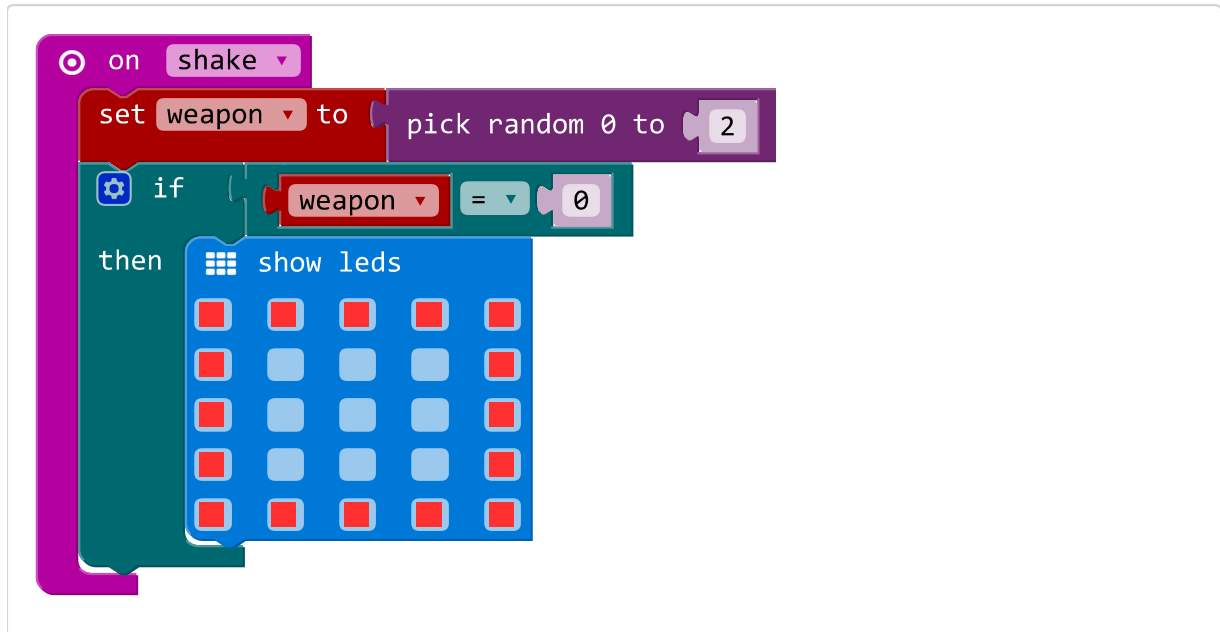 on shake
set weapon to pick random 0 to 2
if weapon = 0
then show leds